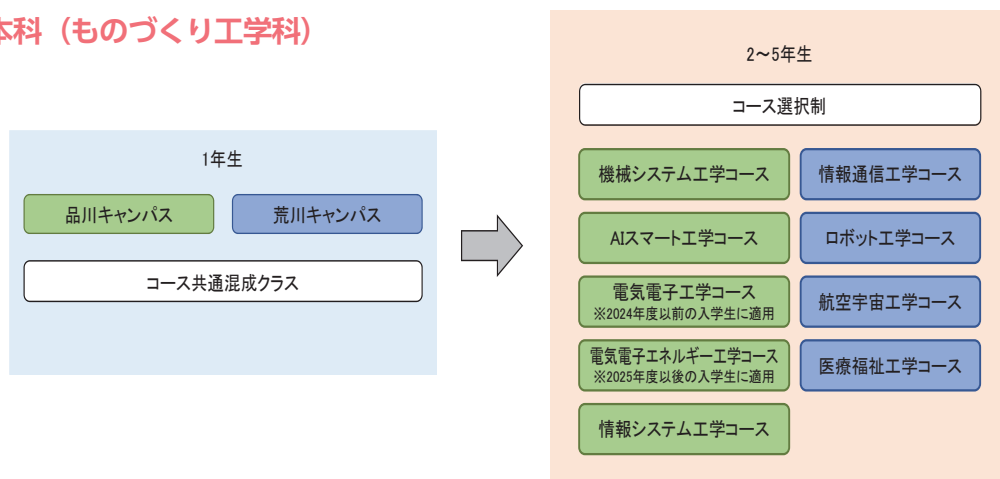 本科（ものづくり工学科）
1年生
品川キャンパス
荒川キャンパス
コース共通混成クラス
2～5年生
コース選択制
機械システム工学コース
情報通信工学コース
AIスマート工学コース
ロボット工学コース
電気電子工学コース
※2024年度以前の入学生に適用
航空宇宙工学コース
電気電子エネルギー工学コース
※2025年度以後の入学生に適用
医療福祉工学コース
情報システム工学コース